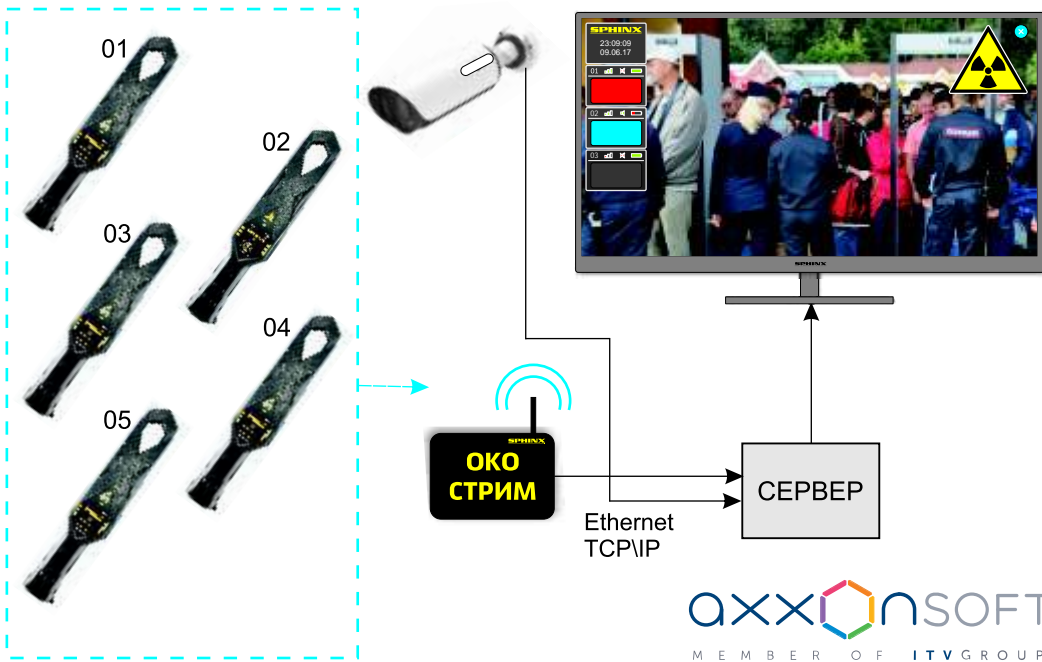 01
02
03
04
05
SPHINX
23:09:09
09.06.17
01
02
03
SPHINX
SPHINX
ОКО
СТРИМ
СЕРВЕР
Ethernet
TCP\IP
axxonsoft
MEMBER OF ITVGROUP